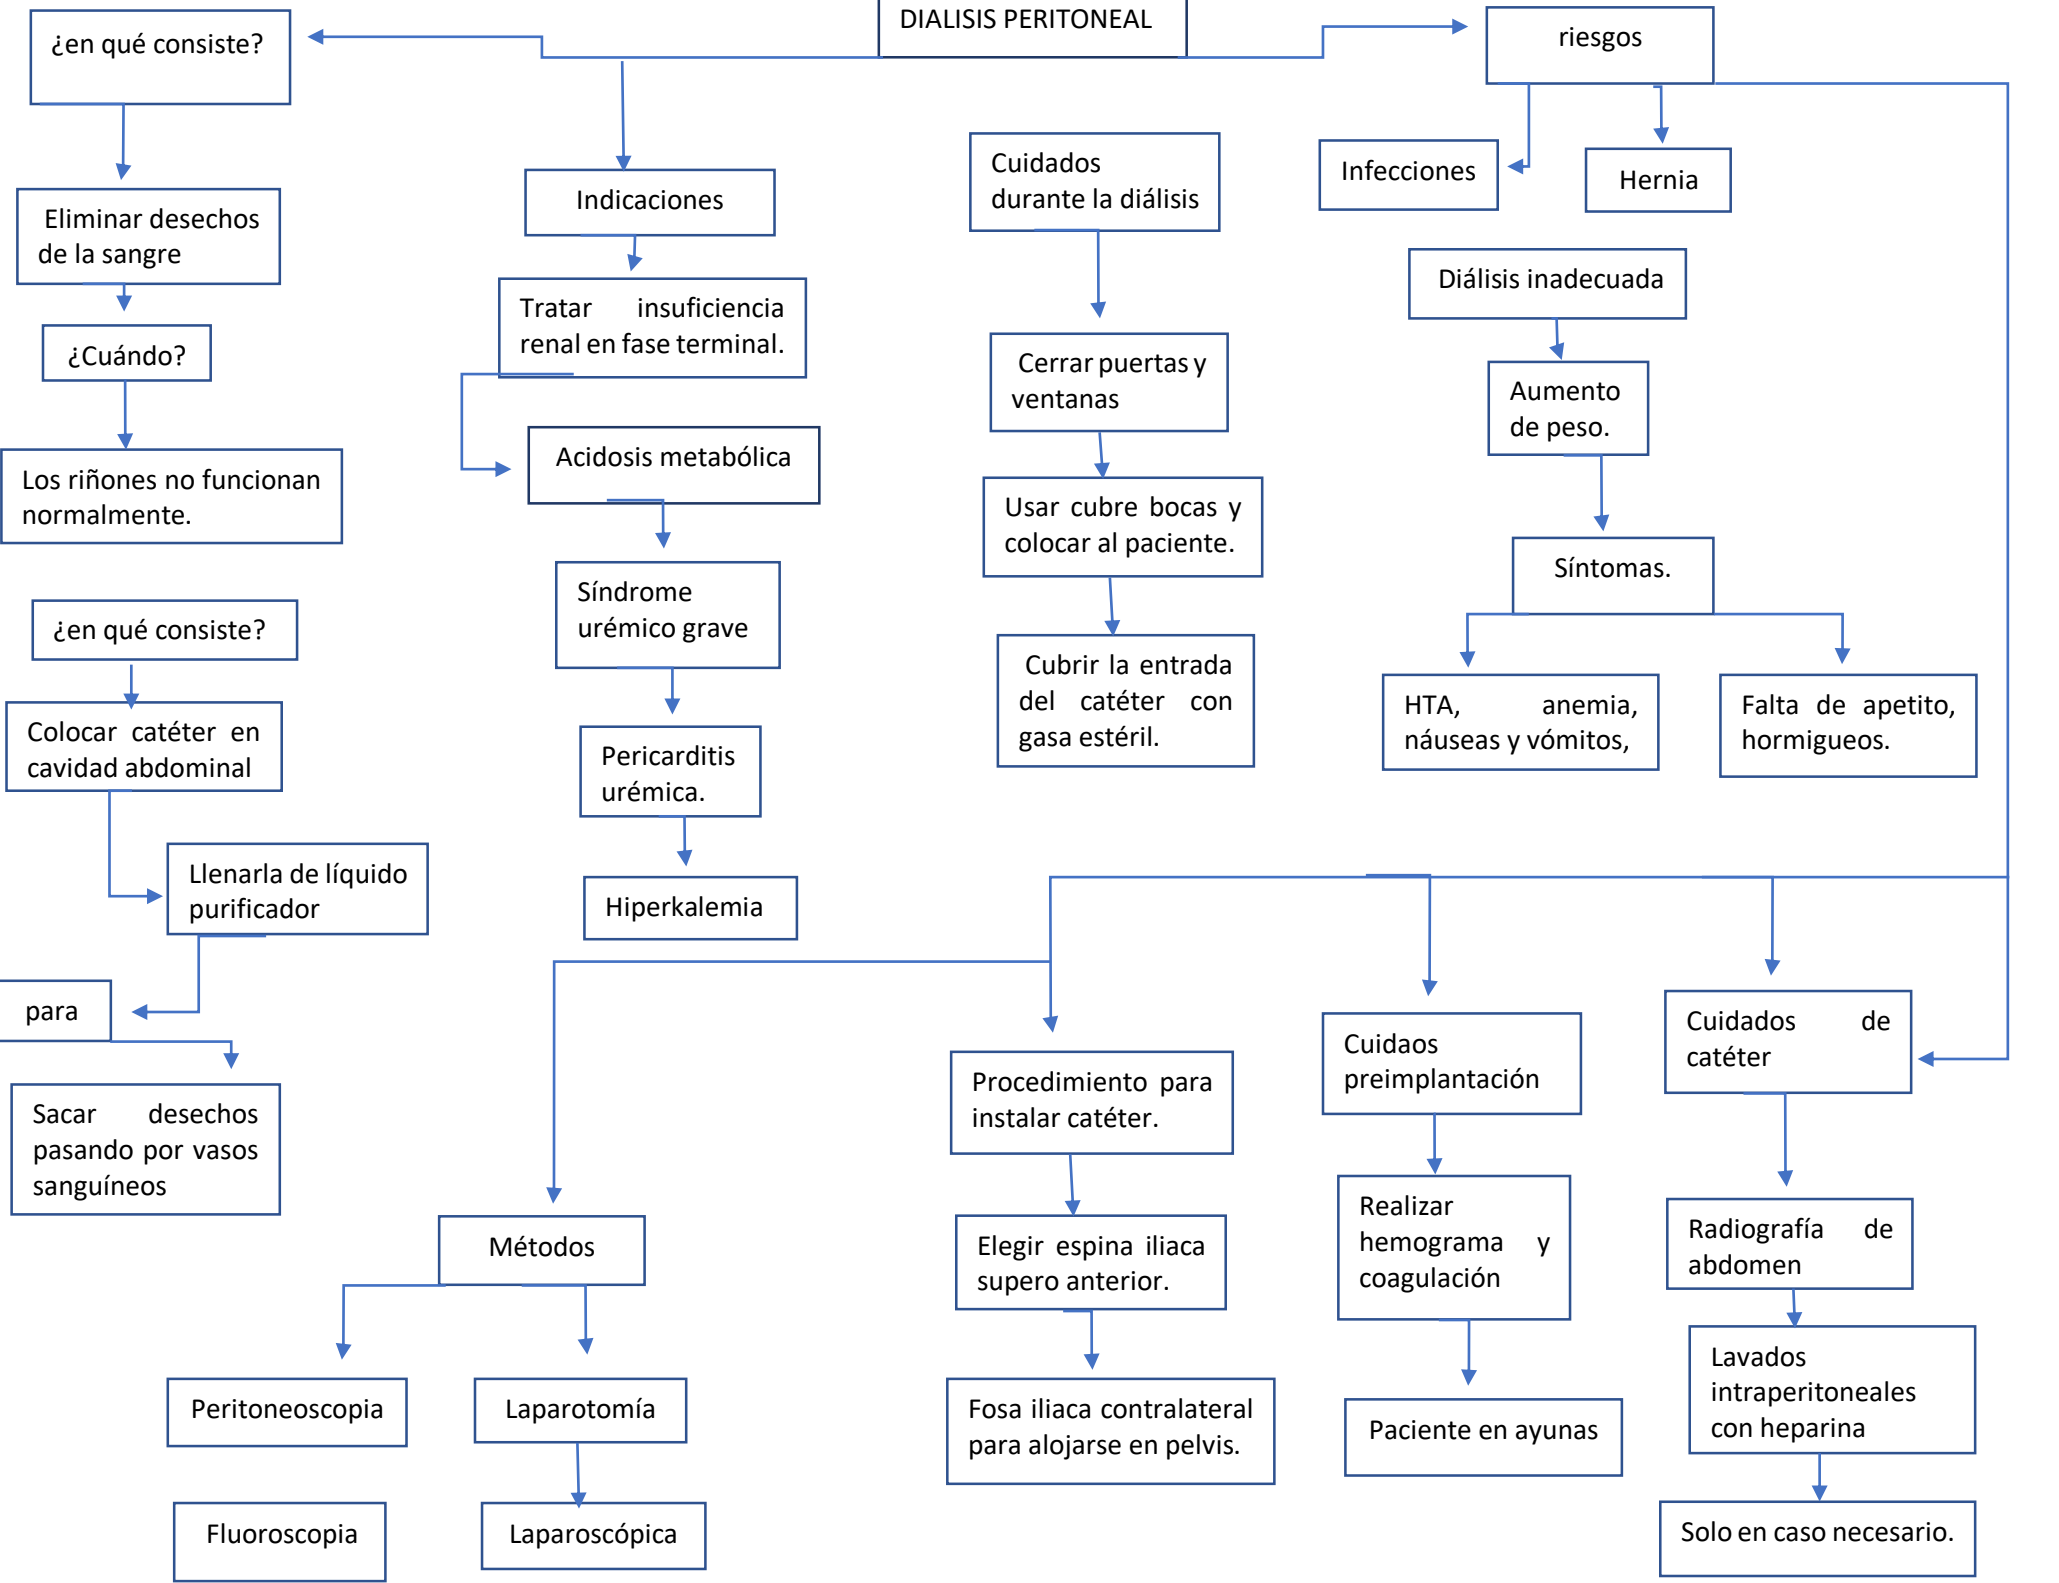 DIALISIS PERITONEAL
¿en qué consiste?
Eliminar desechos
de la sangre
¿Cuándo?
Los riñones no funcionan
normalmente.
¿en qué consiste?
Colocar catéter en
cavidad abdominal
Llenarla de líquido
purificador
para
Sacar desechos
pasando por vasos
sanguíneos
Indicaciones
Tratar insuficiencia
renal en fase terminal.
Acidosis metabólica
Síndrome
urémico grave
Pericarditis
urémica.
Hiperkalemia
Cuidados
durante la diálisis
Cerrar puertas y
ventanas
Usar cubre bocas y
colocar al paciente.
Cubrir la entrada
del catéter con
gasa estéril.
riesgos
Infecciones
Hernia
Diálisis inadecuada
Aumento
de peso.
Síntomas.
HTA, anemia,
náuseas y vómitos,
Falta de apetito,
hormigueos.
Métodos
Peritoneoscopia
Laparotomía
Fluoroscopia
Laparoscópica
Procedimiento para
instalar catéter.
Elegir espina iliaca
supero anterior.
Fosa iliaca contralateral
para alojarse en pelvis.
Cuidaos
preimplantación
Realizar
hemograma y
coagulación
Paciente en ayunas
Cuidados de
catéter
Radiografía de
abdomen
Lavados
intraperitoneales
con heparina
Solo en caso necesario.